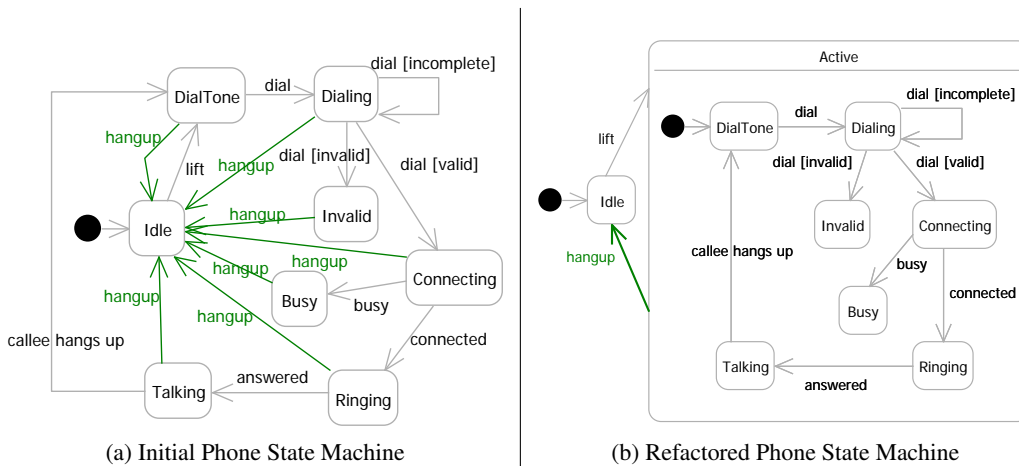 dial [incomplete]
DialTone
dial
Dialing
hangup
lift
hangup
dial [invalid]
dial [valid]
Idle
hangup
Invalid
hangup
hangup
Connecting
Busy
busy
hangup
hangup
callee hangs up
connected
Talking
answered
Ringing
(a) Initial Phone State Machine
Active
dial [incomplete]
lift
DialTone
dial
Dialing
dial [invalid]
dial [valid]
Idle
Invalid
Connecting
hangup
callee hangs up
busy
connected
Busy
Talking
answered
Ringing
(b) Refactored Phone State Machine